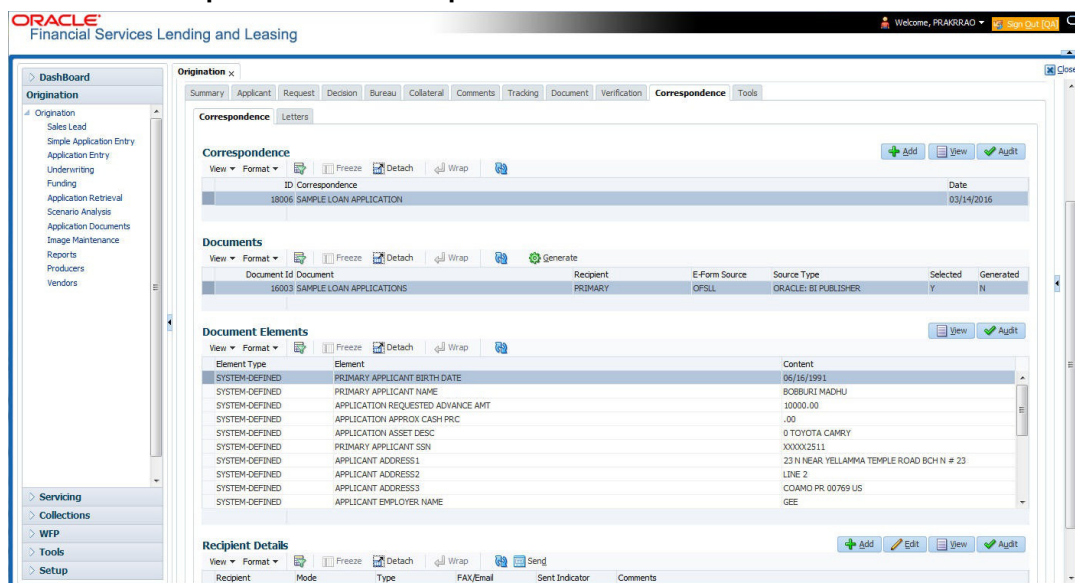 ORACLE
Financial Services Lending and Leasing
Welcome, PRAKRRAO
Sign Out [QA]
Close
DashBoard
Origination
Origination
Sales Lead
Simple Application Entry
Application Entry
Underwriting
Funding
Application Retrieval
Scenario Analysis
Application Documents
Image Maintenance
Reports
Producers
Vendors
Servicing
Collections
WFP
Tools
Setup
Origination x
Summary Applicant Request Decision Bureau Collateral Comments Tracking Document Verification Correspondence Tools
Correspondence Letters
Correspondence Add View Audit
View Format Freeze Detach Wrap
ID Correspondence Date
18006 SAMPLE LOAN APPLICATION 03/14/2016
Documents
View Format Freeze Detach Wrap Generate
Document Id Document Recipient E-Form Source Source Type Selected Generated
16003 SAMPLE LOAN APPLICATIONS PRIMARY OFSLL ORACLE: BI PUBLISHER Y N
Document Elements View Audit
View Format Freeze Detach Wrap
Element Type Element Content
SYSTEM-DEFINED PRIMARY APPLICANT BIRTH DATE 06/16/1991
SYSTEM-DEFINED PRIMARY APPLICANT NAME BOBBURI MADHU
SYSTEM-DEFINED APPLICATION REQUESTED ADVANCE AMT 10000.00
SYSTEM-DEFINED APPLICATION APPROX CASH PRC .00
SYSTEM-DEFINED APPLICATION ASSET DESC 0 TOYOTA CAMRY
SYSTEM-DEFINED PRIMARY APPLICANT SSN XXXXX2511
SYSTEM-DEFINED APPLICANT ADDRESS1 23 N NEAR YELLAMMA TEMPLE ROAD BCH N # 23
SYSTEM-DEFINED APPLICANT ADDRESS2 LINE 2
SYSTEM-DEFINED APPLICANT ADDRESS3 COAMO PR 00769 US
SYSTEM-DEFINED APPLICANT EMPLOYER NAME GEE
Recipient Details Add Edit View Audit
View Format Freeze Detach Wrap Send
Recipient Mode Type FAX/Email Sent Indicator Comments